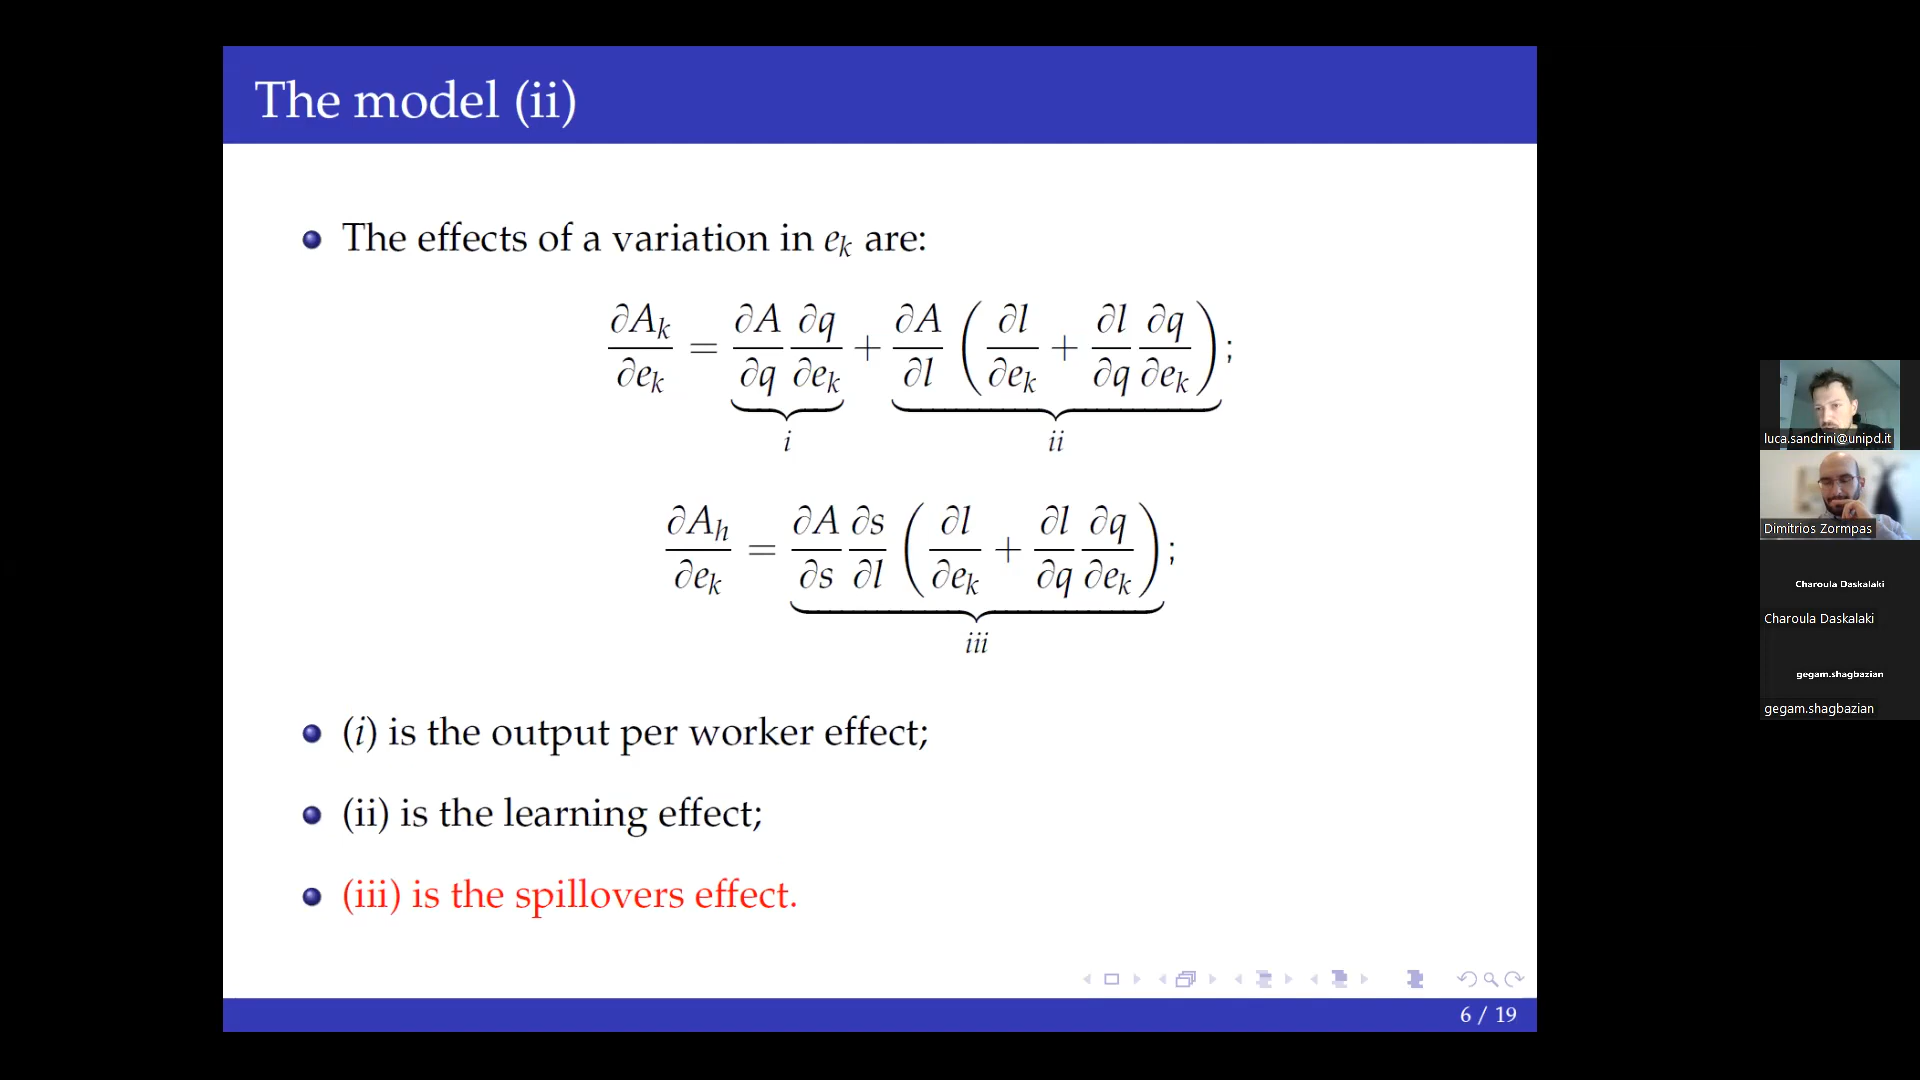 The model (ii)
The effects of a variation in e_k are:
∂A_k/∂e_k = ∂A/∂q ∂q/∂e_k + ∂A/∂l ( ∂l/∂e_k + ∂l/∂q ∂q/∂e_k ) ;
i ii
∂A_h/∂e_k = ∂A/∂s ∂s/∂l ( ∂l/∂e_k + ∂l/∂q ∂q/∂e_k ) ;
iii
(i) is the output per worker effect;
(ii) is the learning effect;
(iii) is the spillovers effect.
6 / 19
luca.sandrini@unipd.it
Dimitrios Zormpas
Charoula Daskalaki
Charoula Daskalaki
gegam.shagbazian
gegam.shagbazian